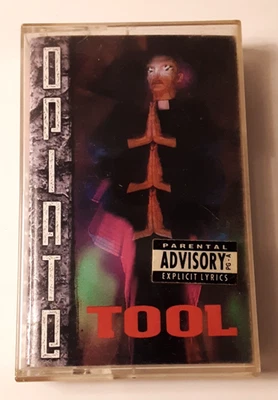 OPIATE
PARENTAL
ADVISORY
EXPLICIT LYRICS
TOOL